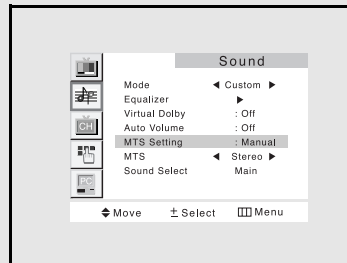 Sound
Mode ◀ Custom ▶
Equalizer ▶
Virtual Dolby : Off
Auto Volume : Off
MTS Setting : Manual
MTS ◀ Stereo ▶
Sound Select Main
CH
PC
Move ± Select Menu